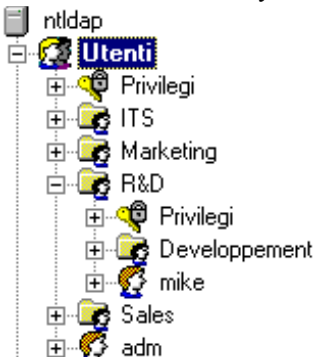 ntldap
Utenti
Privilegi
ITS
Marketing
R&D
Privilegi
Developpement
mike
Sales
adm